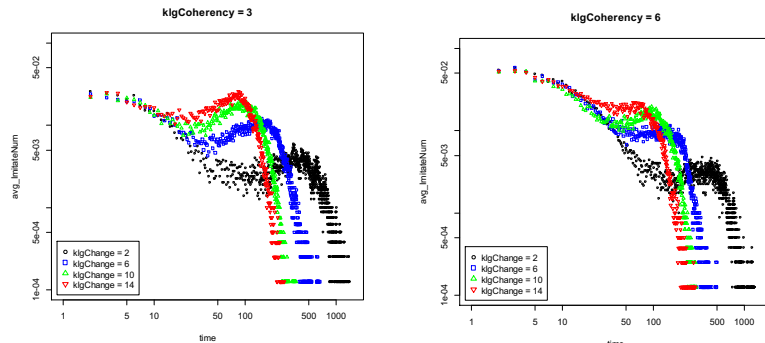 klgCoherency = 3
avg_ImitateNum
5e-02
5e-03
5e-04
1e-04
klgChange = 2
klgChange = 6
klgChange = 10
klgChange = 14
1 5 10 50 100 500 1000
time
klgCoherency = 6
avg_ImitateNum
5e-02
5e-03
5e-04
1e-04
klgChange = 2
klgChange = 6
klgChange = 10
klgChange = 14
1 5 10 50 100 500 1000
time